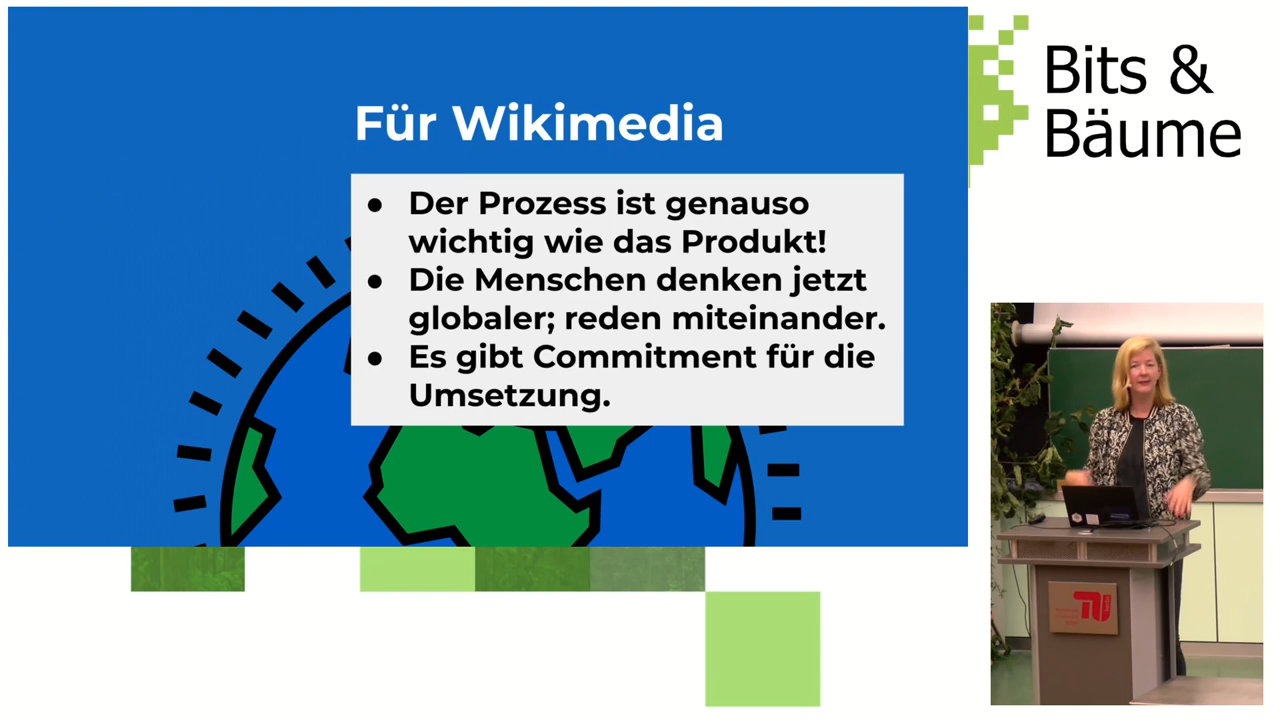 Für Wikimedia
● Der Prozess ist genauso
wichtig wie das Produkt!
● Die Menschen denken jetzt
globaler; reden miteinander.
● Es gibt Commitment für die
Umsetzung.
Bits &
Bäume